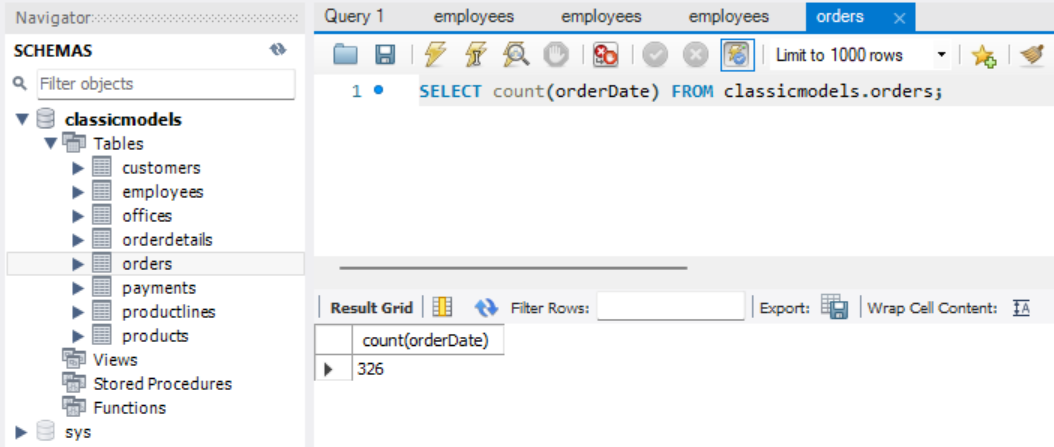 Navigator
SCHEMAS
Filter objects
classicmodels
Tables
customers
employees
offices
orderdetails
orders
payments
productlines
products
Views
Stored Procedures
Functions
sys
Query 1 employees employees employees orders
Limit to 1000 rows
1 SELECT count(orderDate) FROM classicmodels.orders;
Result Grid Filter Rows: Export: Wrap Cell Content: IA
count(orderDate)
326